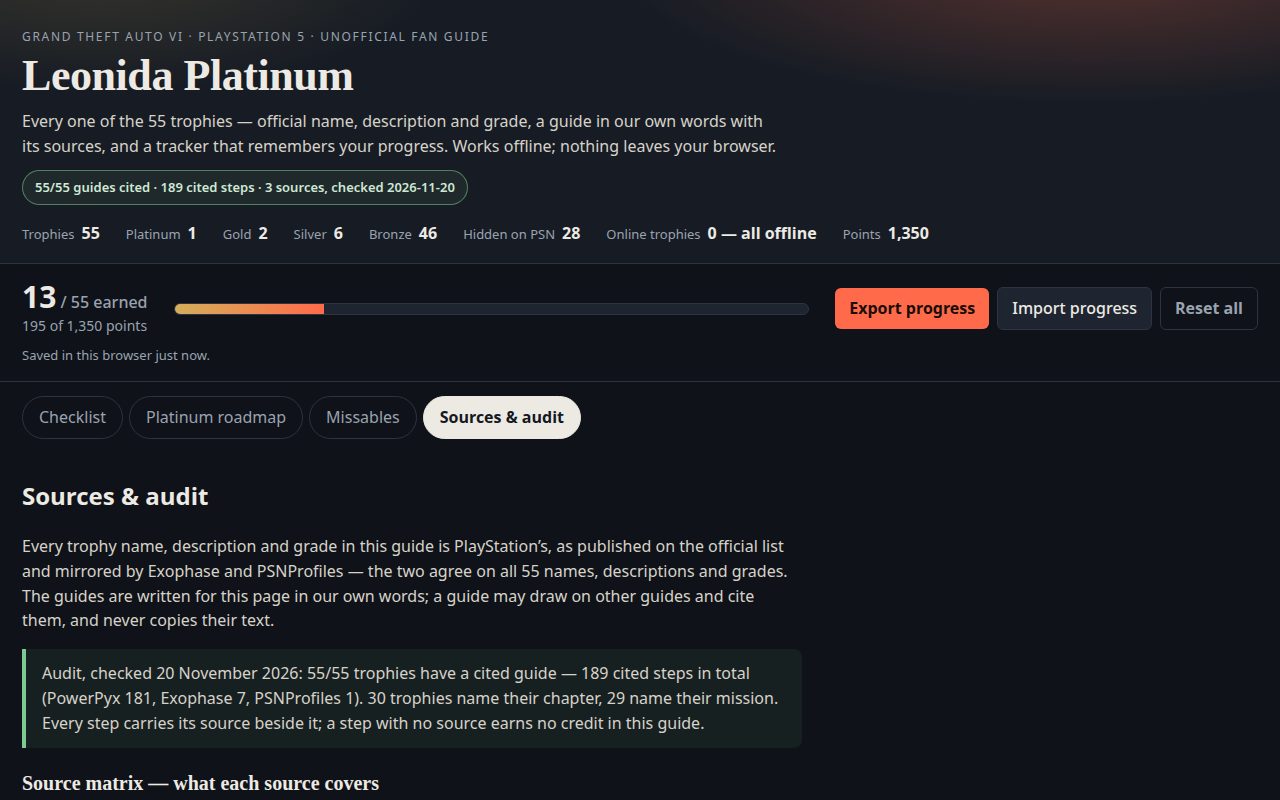 GRAND THEFT AUTO VI · PLAYSTATION 5 · UNOFFICIAL FAN GUIDE
Leonida Platinum
Every one of the 55 trophies — official name, description and grade, a guide in our own words with
its sources, and a tracker that remembers your progress. Works offline; nothing leaves your browser.
55/55 guides cited · 189 cited steps · 3 sources, checked 2026-11-20
Trophies 55 Platinum 1 Gold 2 Silver 6 Bronze 46 Hidden on PSN 28 Online trophies 0 — all offline Points 1,350
13 / 55 earned
195 of 1,350 points
Saved in this browser just now.
Export progress Import progress Reset all
Checklist Platinum roadmap Missables Sources & audit
Sources & audit
Every trophy name, description and grade in this guide is PlayStation’s, as published on the official list
and mirrored by Exophase and PSNProfiles — the two agree on all 55 names, descriptions and grades.
The guides are written for this page in our own words; a guide may draw on other guides and cite
them, and never copies their text.
Audit, checked 20 November 2026: 55/55 trophies have a cited guide — 189 cited steps in total
(PowerPyx 181, Exophase 7, PSNProfiles 1). 30 trophies name their chapter, 29 name their mission.
Every step carries its source beside it; a step with no source earns no credit in this guide.
Source matrix — what each source covers